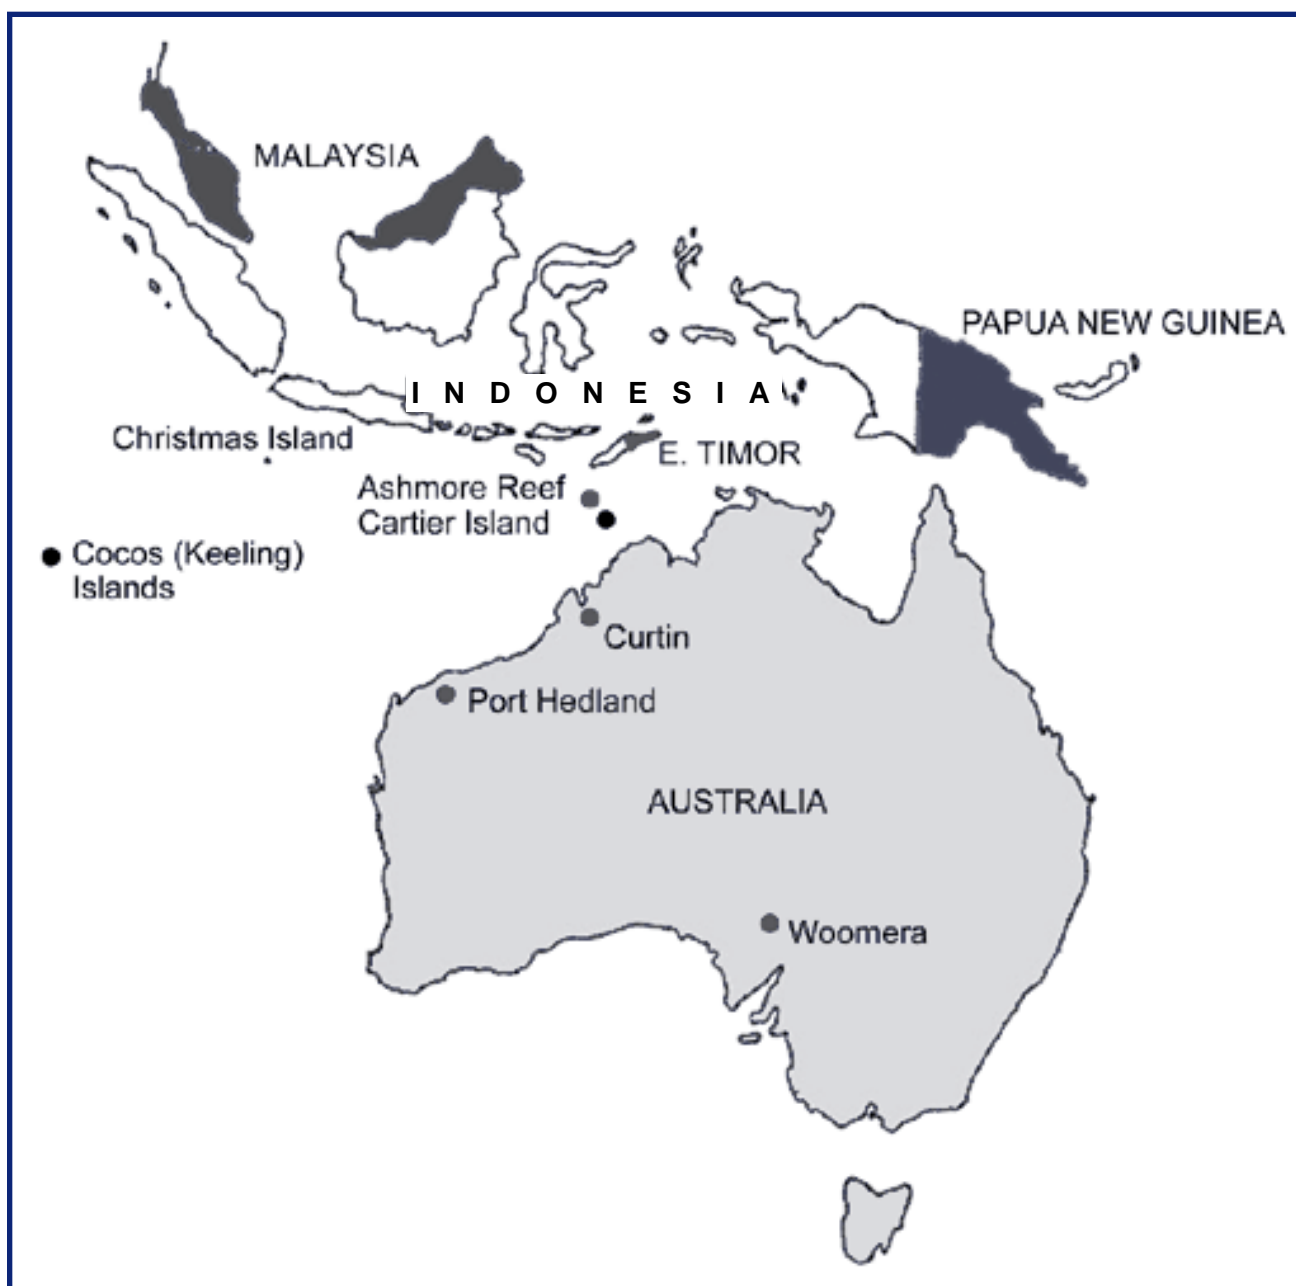 MALAYSIA
PAPUA NEW GUINEA
I N D O N E S I A
Christmas Island
E. TIMOR
Ashmore Reef
Cartier Island
Cocos (Keeling)
Islands
Curtin
Port Hedland
AUSTRALIA
Woomera